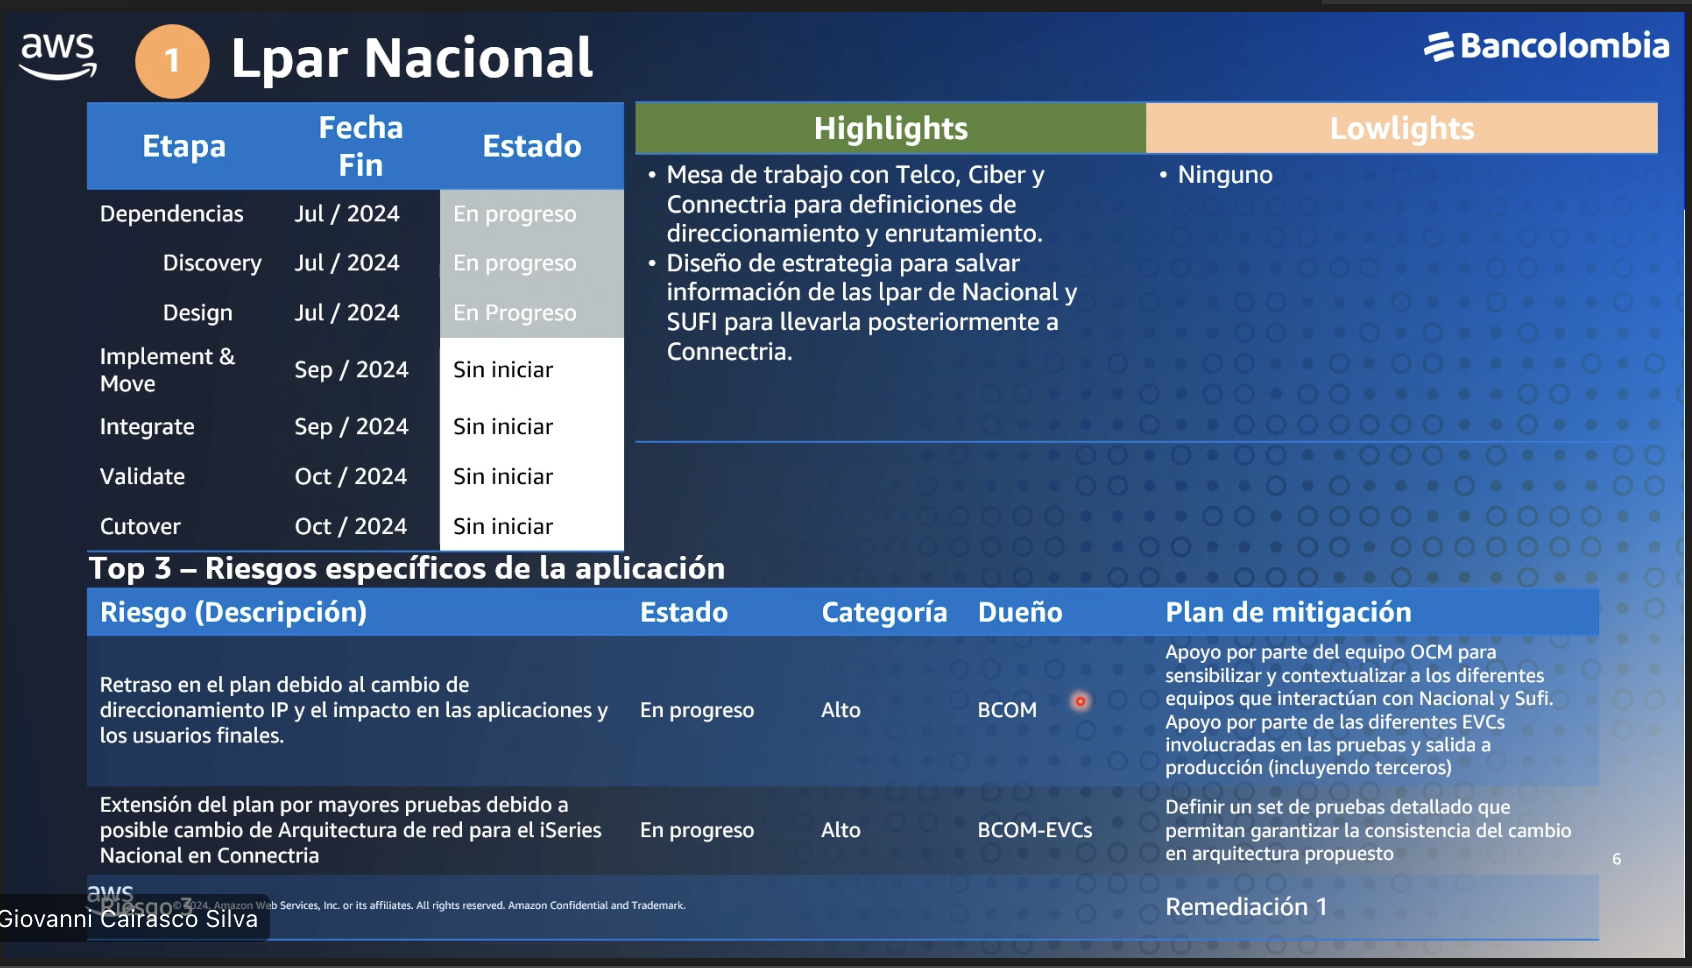 aws
1
Lpar Nacional
Bancolombia
Etapa
Fecha
Fin
Estado
Dependencias Jul / 2024 En progreso
Discovery Jul / 2024 En progreso
Design Jul / 2024 En Progreso
Implement &
Move
Sep / 2024 Sin iniciar
Integrate Sep / 2024 Sin iniciar
Validate Oct / 2024 Sin iniciar
Cutover Oct / 2024 Sin iniciar
Highlights
• Mesa de trabajo con Telco, Ciber y
Connectria para definiciones de
direccionamiento y enrutamiento.
• Diseño de estrategia para salvar
información de las lpar de Nacional y
SUFI para llevarla posteriormente a
Connectria.
Lowlights
• Ninguno
Top 3 – Riesgos específicos de la aplicación
Riesgo (Descripción) Estado Categoría Dueño Plan de mitigación
Retraso en el plan debido al cambio de
direccionamiento IP y el impacto en las aplicaciones y
los usuarios finales.
En progreso
Alto
BCOM
Apoyo por parte del equipo OCM para
sensibilizar y contextualizar a los diferentes
equipos que interactúan con Nacional y Sufi.
Apoyo por parte de las diferentes EVCs
involucradas en las pruebas y salida a
producción (incluyendo terceros)
Extensión del plan por mayores pruebas debido a
posible cambio de Arquitectura de red para el iSeries
Nacional en Connectria
En progreso
Alto
BCOM-EVCs
Definir un set de pruebas detallado que
permitan garantizar la consistencia del cambio
en arquitectura propuesto
6
aws
Riesgo 3
© 2024, Amazon Web Services, Inc. or its affiliates. All rights reserved. Amazon Confidential and Trademark.
Remediación 1
Giovanni Cairasco Silva